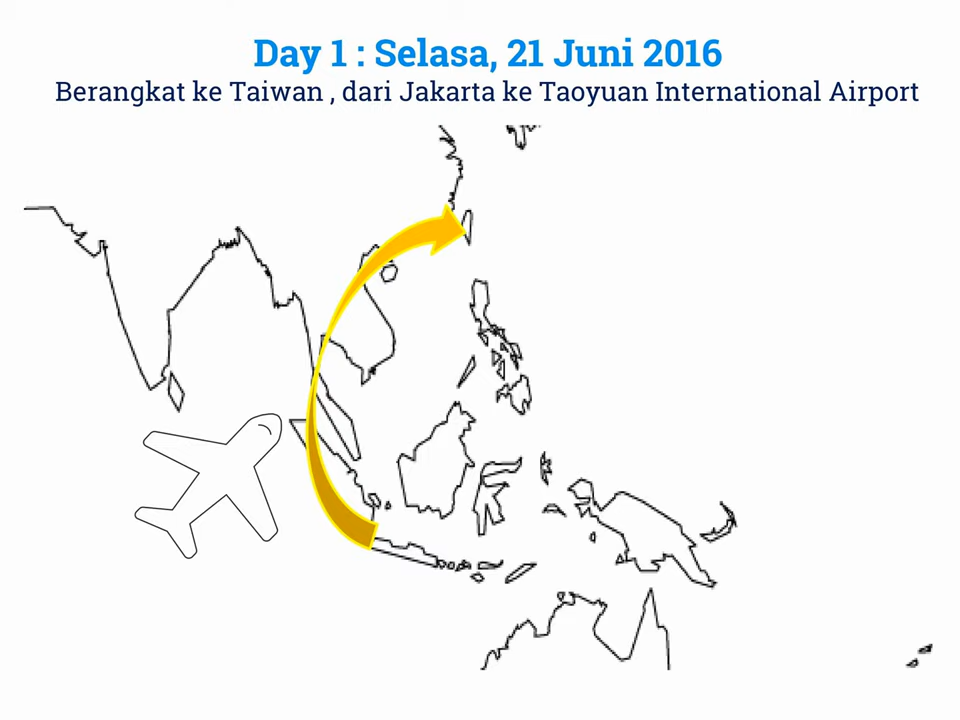 Day 1 : Selasa, 21 Juni 2016
Berangkat ke Taiwan , dari Jakarta ke Taoyuan International Airport